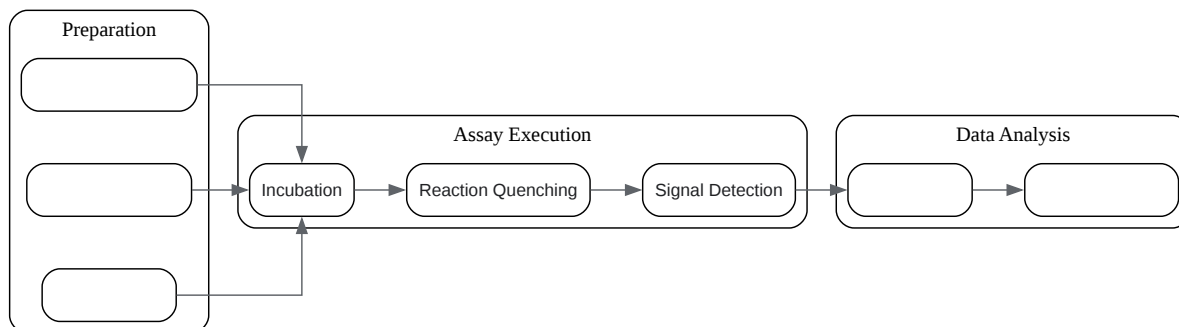 Preparation
Assay Execution
Data Analysis
Incubation
Reaction Quenching
Signal Detection